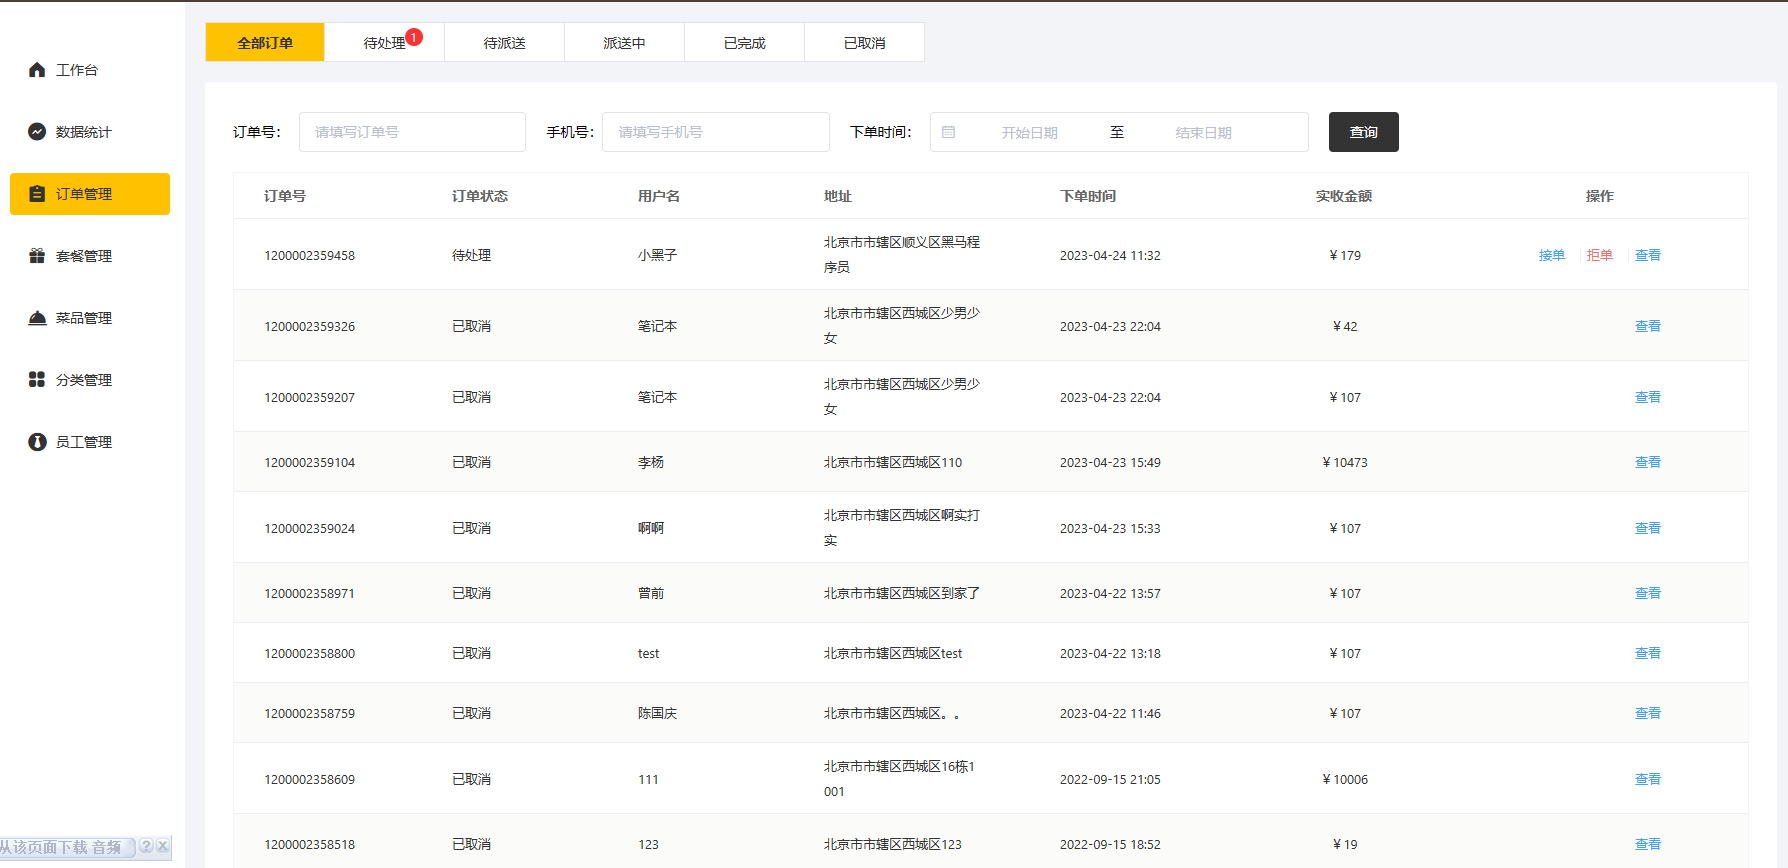 工作台
数据统计
订单管理
套餐管理
菜品管理
分类管理
员工管理
全部订单 待处理 1 待派送 派送中 已完成 已取消
订单号： 请填写订单号 手机号： 请填写手机号 下单时间： 开始日期 至 结束日期 查询
订单号 订单状态 用户名 地址 下单时间 实收金额 操作
1200002359458 待处理 小黑子 北京市市辖区顺义区黑马程 2023-04-24 11:32 ￥179 接单 拒单 查看
序员
1200002359326 已取消 笔记本 北京市市辖区西城区少男少 2023-04-23 22:04 ￥42 查看
女
1200002359207 已取消 笔记本 北京市市辖区西城区少男少 2023-04-23 22:04 ￥107 查看
女
1200002359104 已取消 李杨 北京市市辖区西城区110 2023-04-23 15:49 ￥10473 查看
1200002359024 已取消 啊啊 北京市市辖区西城区啊实打 2023-04-23 15:33 ￥107 查看
实
1200002358971 已取消 曾前 北京市市辖区西城区到家了 2023-04-22 13:57 ￥107 查看
1200002358800 已取消 test 北京市市辖区西城区test 2023-04-22 13:18 ￥107 查看
1200002358759 已取消 陈国庆 北京市市辖区西城区。。 2023-04-22 11:46 ￥107 查看
1200002358609 已取消 111 北京市市辖区西城区16栋1 2022-09-15 21:05 ￥10006 查看
001
1200002358518 已取消 123 北京市市辖区西城区123 2022-09-15 18:52 ￥19 查看
从该页面下载 音频 ? x